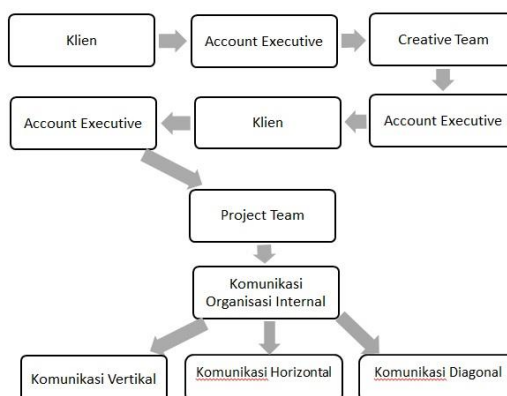 Klien
Account Executive
Creative Team
Account Executive
Klien
Account Executive
Project Team
Komunikasi
Organisasi Internal
Komunikasi Vertikal
Komunikasi Horizontal
Komunikasi Diagonal